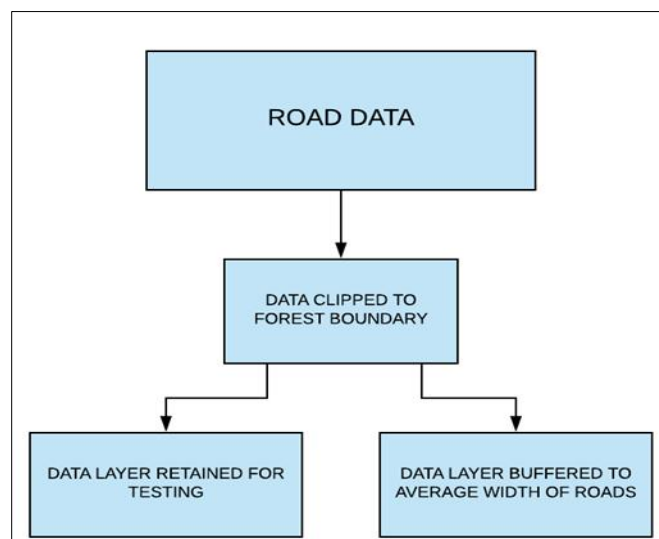 ROAD DATA
DATA CLIPPED TO
FOREST BOUNDARY
DATA LAYER RETAINED FOR
TESTING
DATA LAYER BUFFERED TO
AVERAGE WIDTH OF ROADS